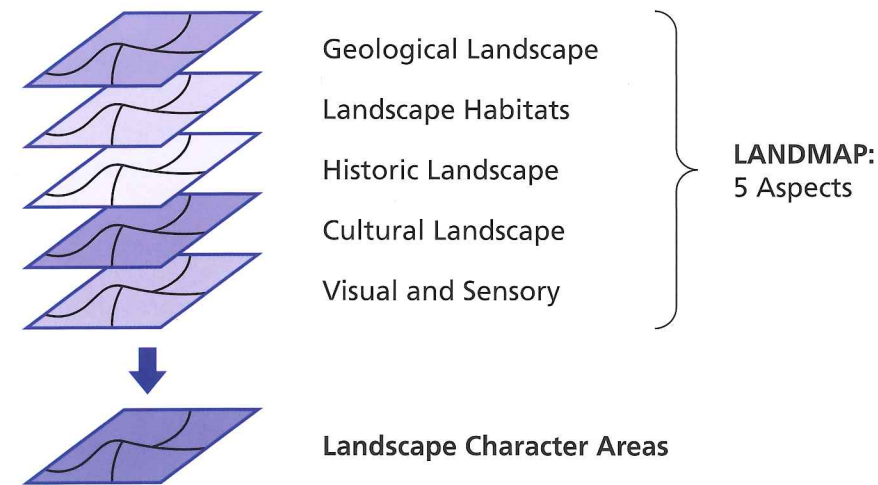 Geological Landscape
Landscape Habitats
Historic Landscape
Cultural Landscape
Visual and Sensory
LANDMAP:
5 Aspects
Landscape Character Areas